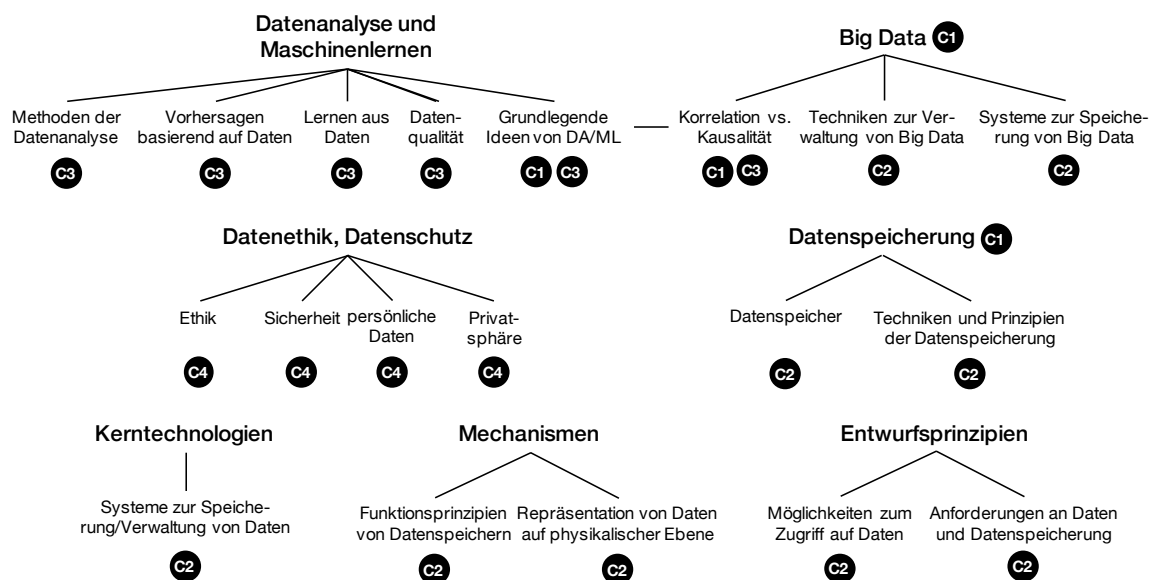 Datenanalyse und
Maschinenlernen
Big Data C1
Methoden der
Datenanalyse
C3
Vorhersagen
basierend auf Daten
C3
Lernen aus
Daten
C3
Daten-
qualität
C3
Grundlegende
Ideen von DA/ML
C1 C3
Korrelation vs.
Kausalität
C1 C3
Techniken zur Ver-
waltung von Big Data
C2
Systeme zur Speiche-
rung von Big Data
C2
Datenethik, Datenschutz
Ethik
C4
Sicherheit
C4
persönliche
Daten
C4
Privat-
sphäre
C4
Datenspeicherung C1
Datenspeicher
C2
Techniken und Prinzipien
der Datenspeicherung
C2
Kerntechnologien
Systeme zur Speiche-
rung/Verwaltung von Daten
C2
Mechanismen
Funktionsprinzipien
von Datenspeichern
C2
Repräsentation von Daten
auf physikalischer Ebene
C2
Entwurfsprinzipien
Möglichkeiten zum
Zugriff auf Daten
C2
Anforderungen an Daten
und Datenspeicherung
C2